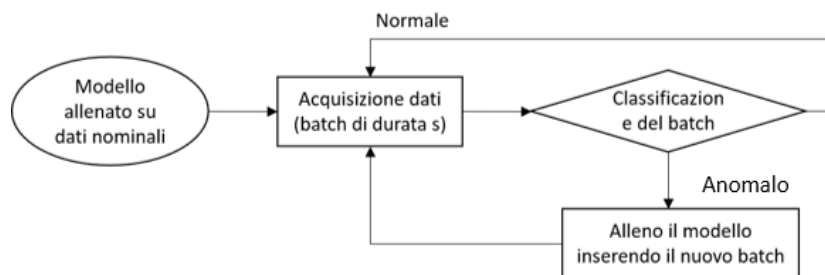 Normale
Modello
allenato su
dati nominali
Acquisizione dati
(batch di durata s)
Classificazion
e del batch
Anomalo
Alleno il modello
inserendo il nuovo batch